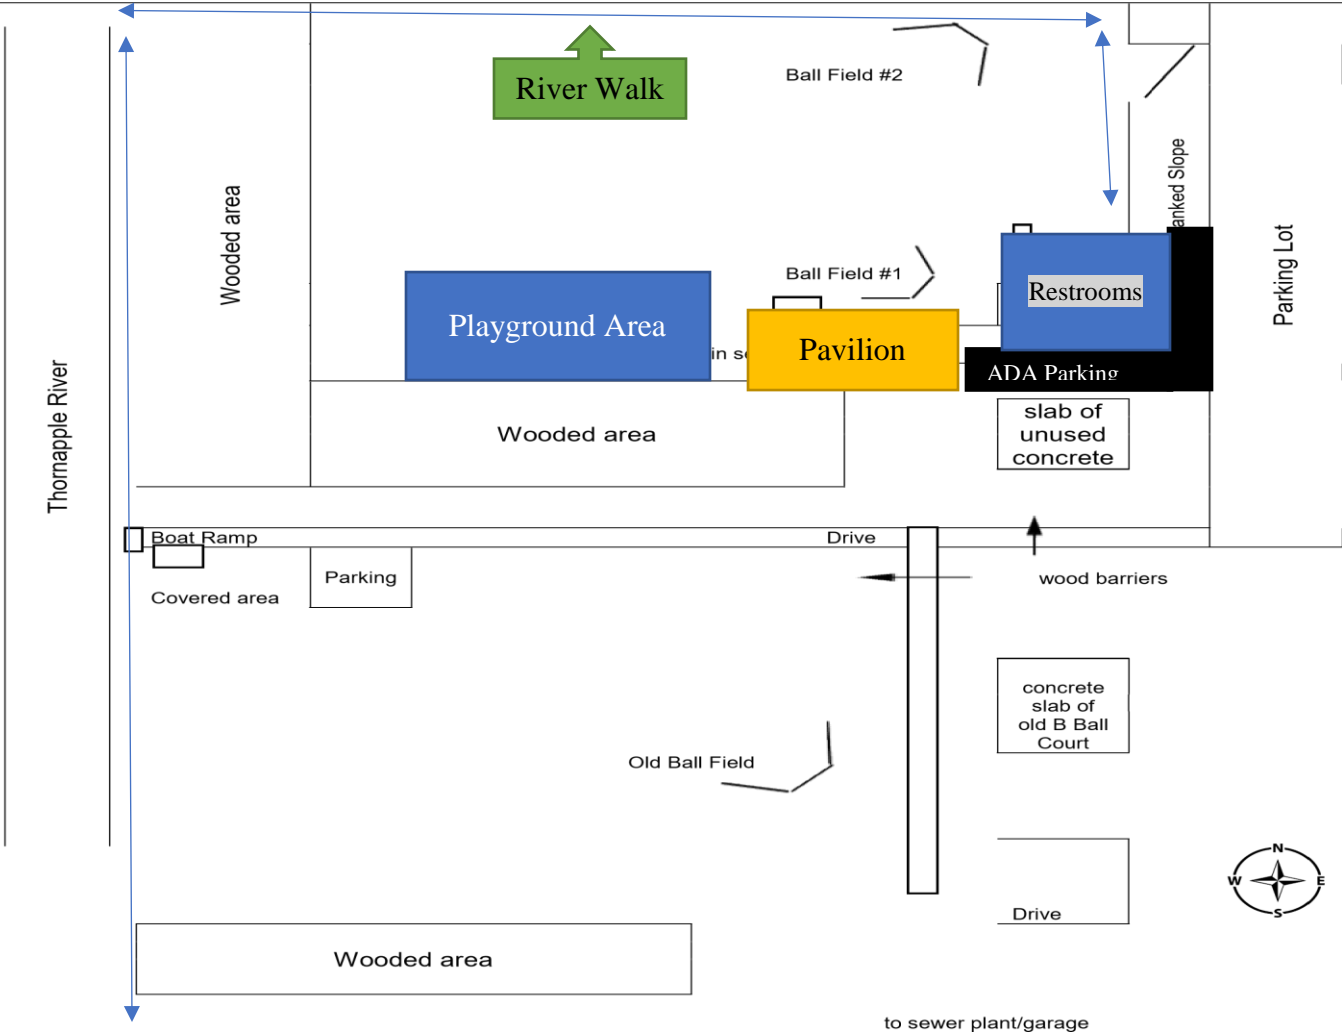 River Walk
Ball Field #2
Wooded area
anked Slope
Parking Lot
Ball Field #1
Restrooms
Playground Area
in s
Pavilion
ADA Parking
Thornapple River
Wooded area
slab of
unused
concrete
Boat Ramp
Drive
Parking
wood barriers
Covered area
concrete
slab of
old B Ball
Court
Old Ball Field
N
W
E
S
Drive
Wooded area
to sewer plant/garage